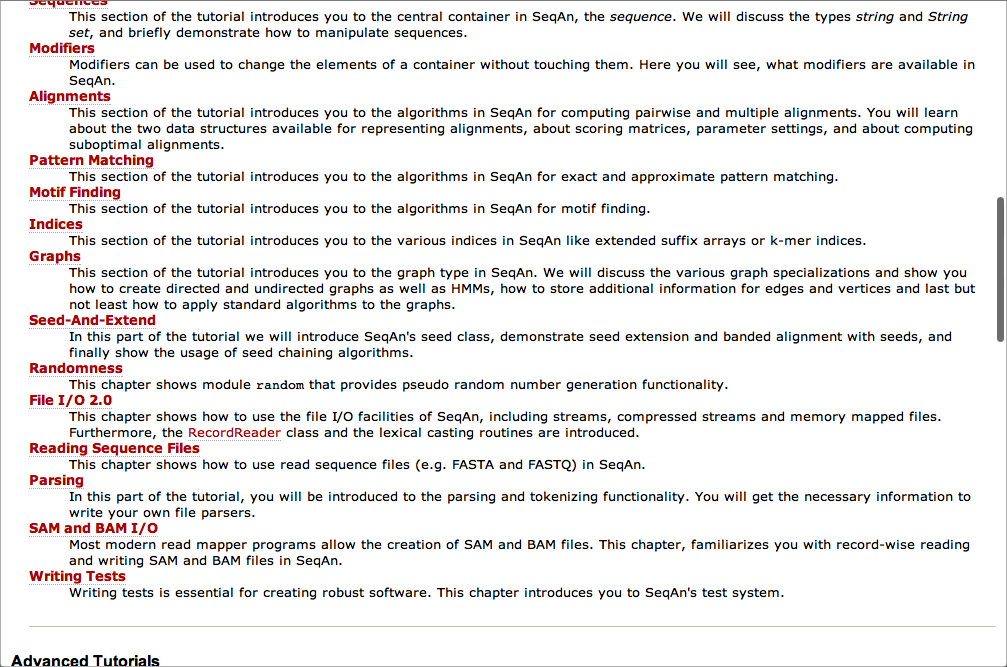 Sequences
This section of the tutorial introduces you to the central container in SeqAn, the sequence. We will discuss the types string and String
set, and briefly demonstrate how to manipulate sequences.
Modifiers
Modifiers can be used to change the elements of a container without touching them. Here you will see, what modifiers are available in
SeqAn.
Alignments
This section of the tutorial introduces you to the algorithms in SeqAn for computing pairwise and multiple alignments. You will learn
about the two data structures available for representing alignments, about scoring matrices, parameter settings, and about computing
suboptimal alignments.
Pattern Matching
This section of the tutorial introduces you to the algorithms in SeqAn for exact and approximate pattern matching.
Motif Finding
This section of the tutorial introduces you to the algorithms in SeqAn for motif finding.
Indices
This section of the tutorial introduces you to the various indices in SeqAn like extended suffix arrays or k-mer indices.
Graphs
This section of the tutorial introduces you to the graph type in SeqAn. We will discuss the various graph specializations and show you
how to create directed and undirected graphs as well as HMMs, how to store additional information for edges and vertices and last but
not least how to apply standard algorithms to the graphs.
Seed-And-Extend
In this part of the tutorial we will introduce SeqAn's seed class, demonstrate seed extension and banded alignment with seeds, and
finally show the usage of seed chaining algorithms.
Randomness
This chapter shows module random that provides pseudo random number generation functionality.
File I/O 2.0
This chapter shows how to use the file I/O facilities of SeqAn, including streams, compressed streams and memory mapped files.
Furthermore, the RecordReader class and the lexical casting routines are introduced.
Reading Sequence Files
This chapter shows how to use read sequence files (e.g. FASTA and FASTQ) in SeqAn.
Parsing
In this part of the tutorial, you will be introduced to the parsing and tokenizing functionality. You will get the necessary information to
write your own file parsers.
SAM and BAM I/O
Most modern read mapper programs allow the creation of SAM and BAM files. This chapter, familiarizes you with record-wise reading
and writing SAM and BAM files in SeqAn.
Writing Tests
Writing tests is essential for creating robust software. This chapter introduces you to SeqAn's test system.
Advanced Tutorials